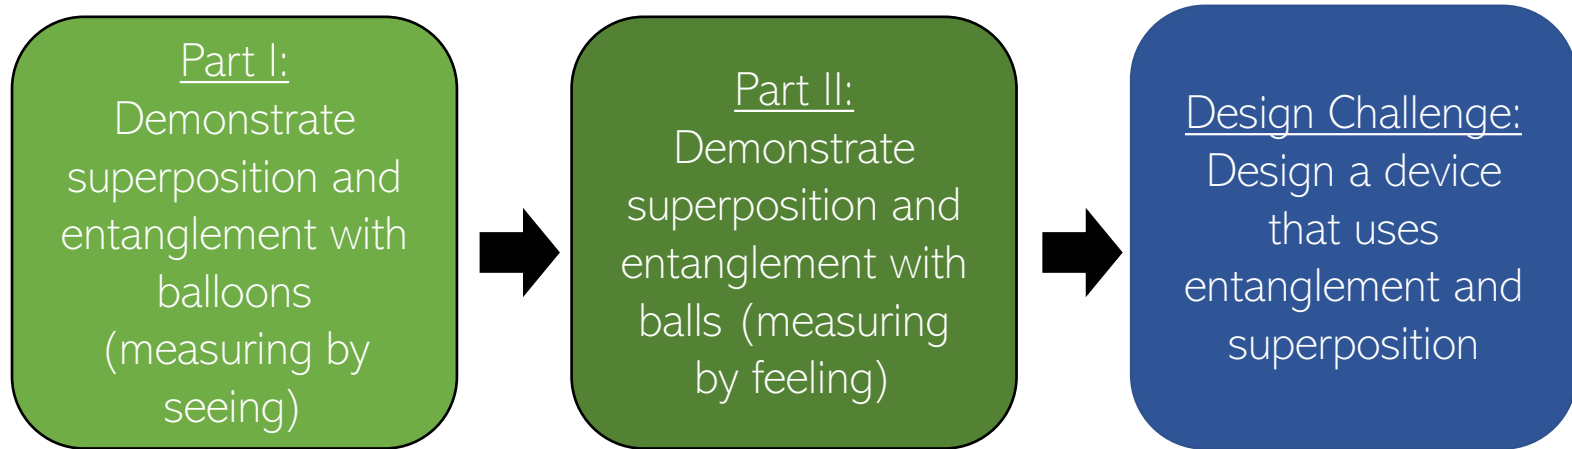 Part I:
Demonstrate
superposition and
entanglement with
balloons
(measuring by
seeing)
Part II:
Demonstrate
superposition and
entanglement with
balls (measuring
by feeling)
Design Challenge:
Design a device
that uses
entanglement and
superposition